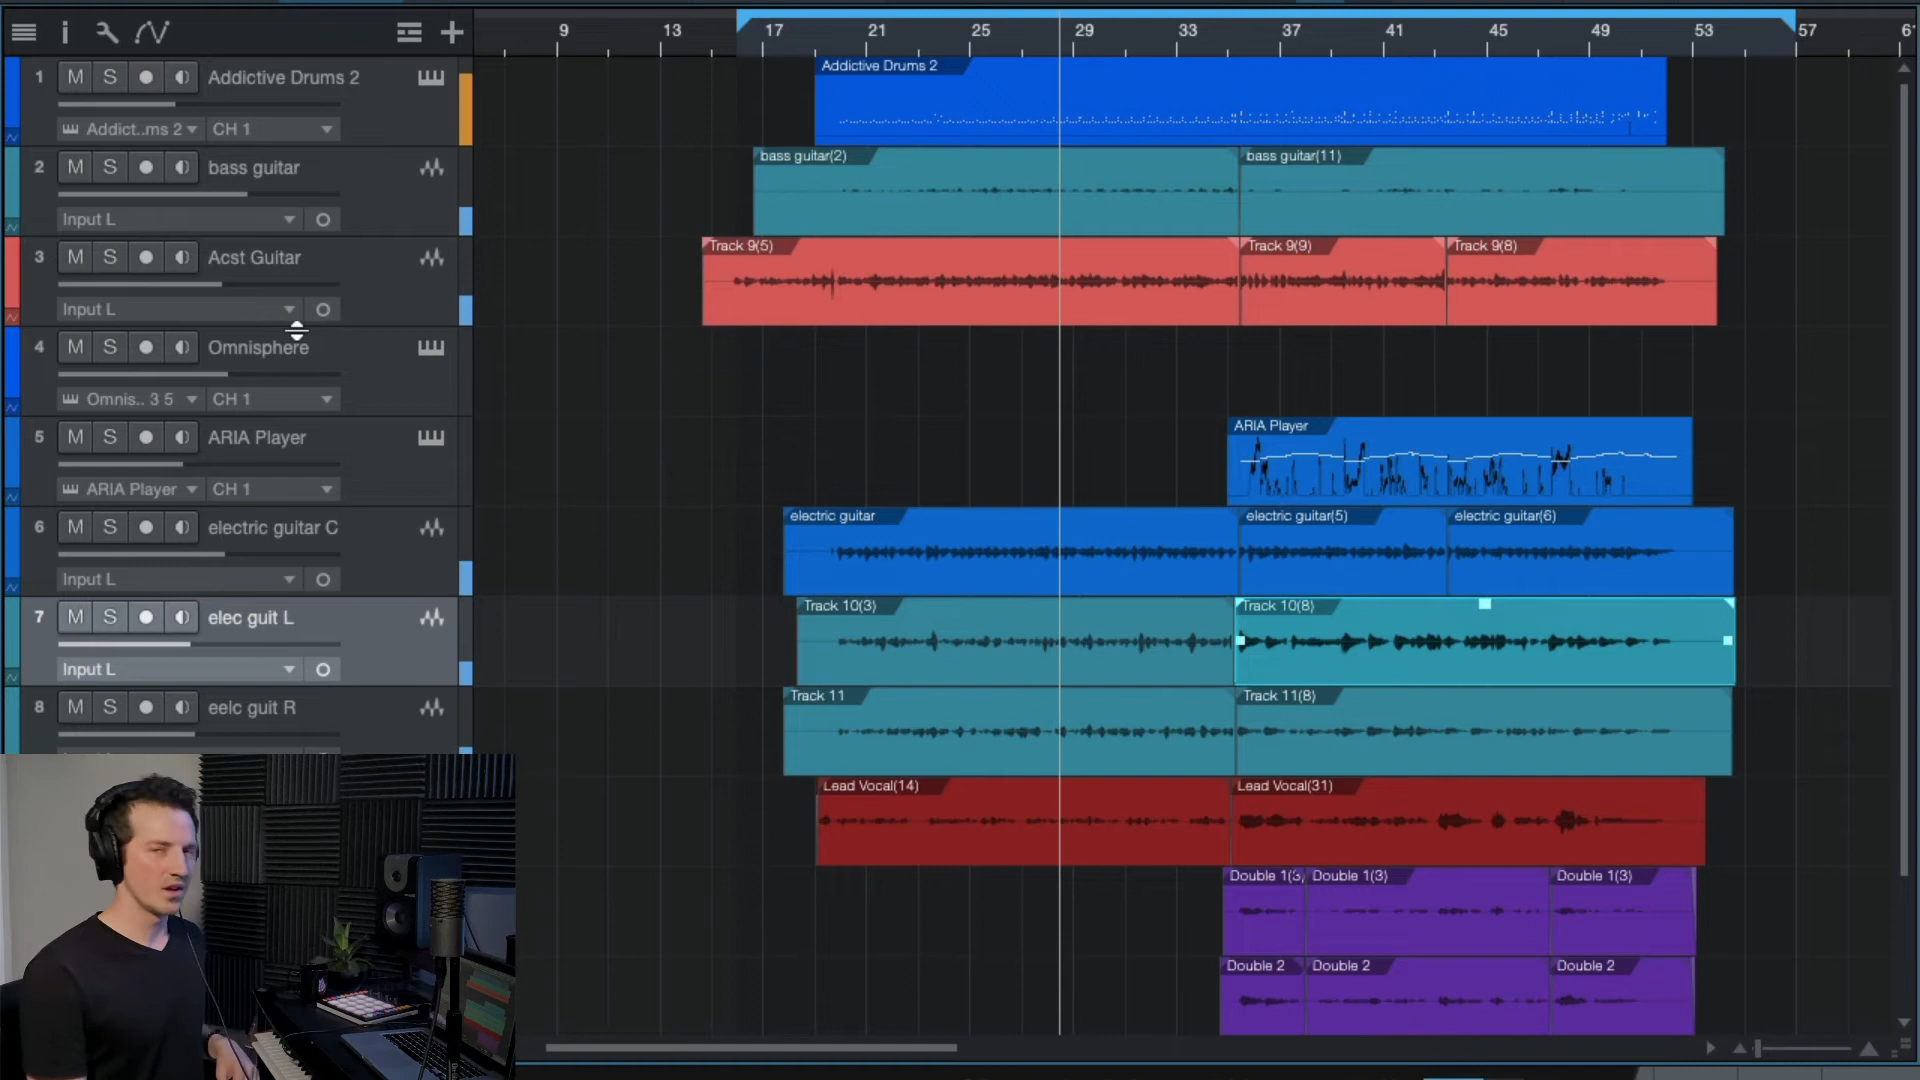 9 13 17 21 25 29 33 37 41 45 49 53 57
1 M S Addictive Drums 2
Addict..ms 2 CH 1
2 M S bass guitar
Input L
3 M S Acst Guitar
Input L
4 M S Omnisphere
Omnis.. 3 5 CH 1
5 M S ARIA Player
ARIA Player CH 1
6 M S electric guitar C
Input L
7 M S elec guit L
Input L
8 M S eelc guit R
Addictive Drums 2
bass guitar(2) bass guitar(11)
Track 9(5) Track 9(9) Track 9(8)
ARIA Player
electric guitar electric guitar(5) electric guitar(6)
Track 10(3) Track 10(8)
Track 11 Track 11(8)
Lead Vocal(14) Lead Vocal(31)
Double 1(3) Double 1(3) Double 1(3)
Double 2 Double 2 Double 2